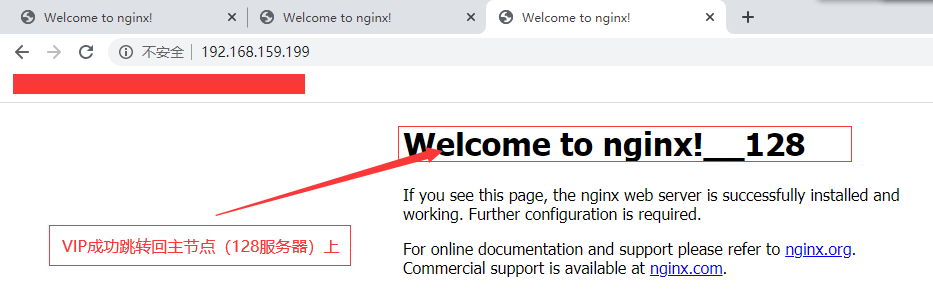 Welcome to nginx!
Welcome to nginx!
Welcome to nginx!
不安全 192.168.159.199
Welcome to nginx!__128
If you see this page, the nginx web server is successfully installed and
working. Further configuration is required.
VIP成功跳转回主节点（128服务器）上
For online documentation and support please refer to nginx.org.
Commercial support is available at nginx.com.